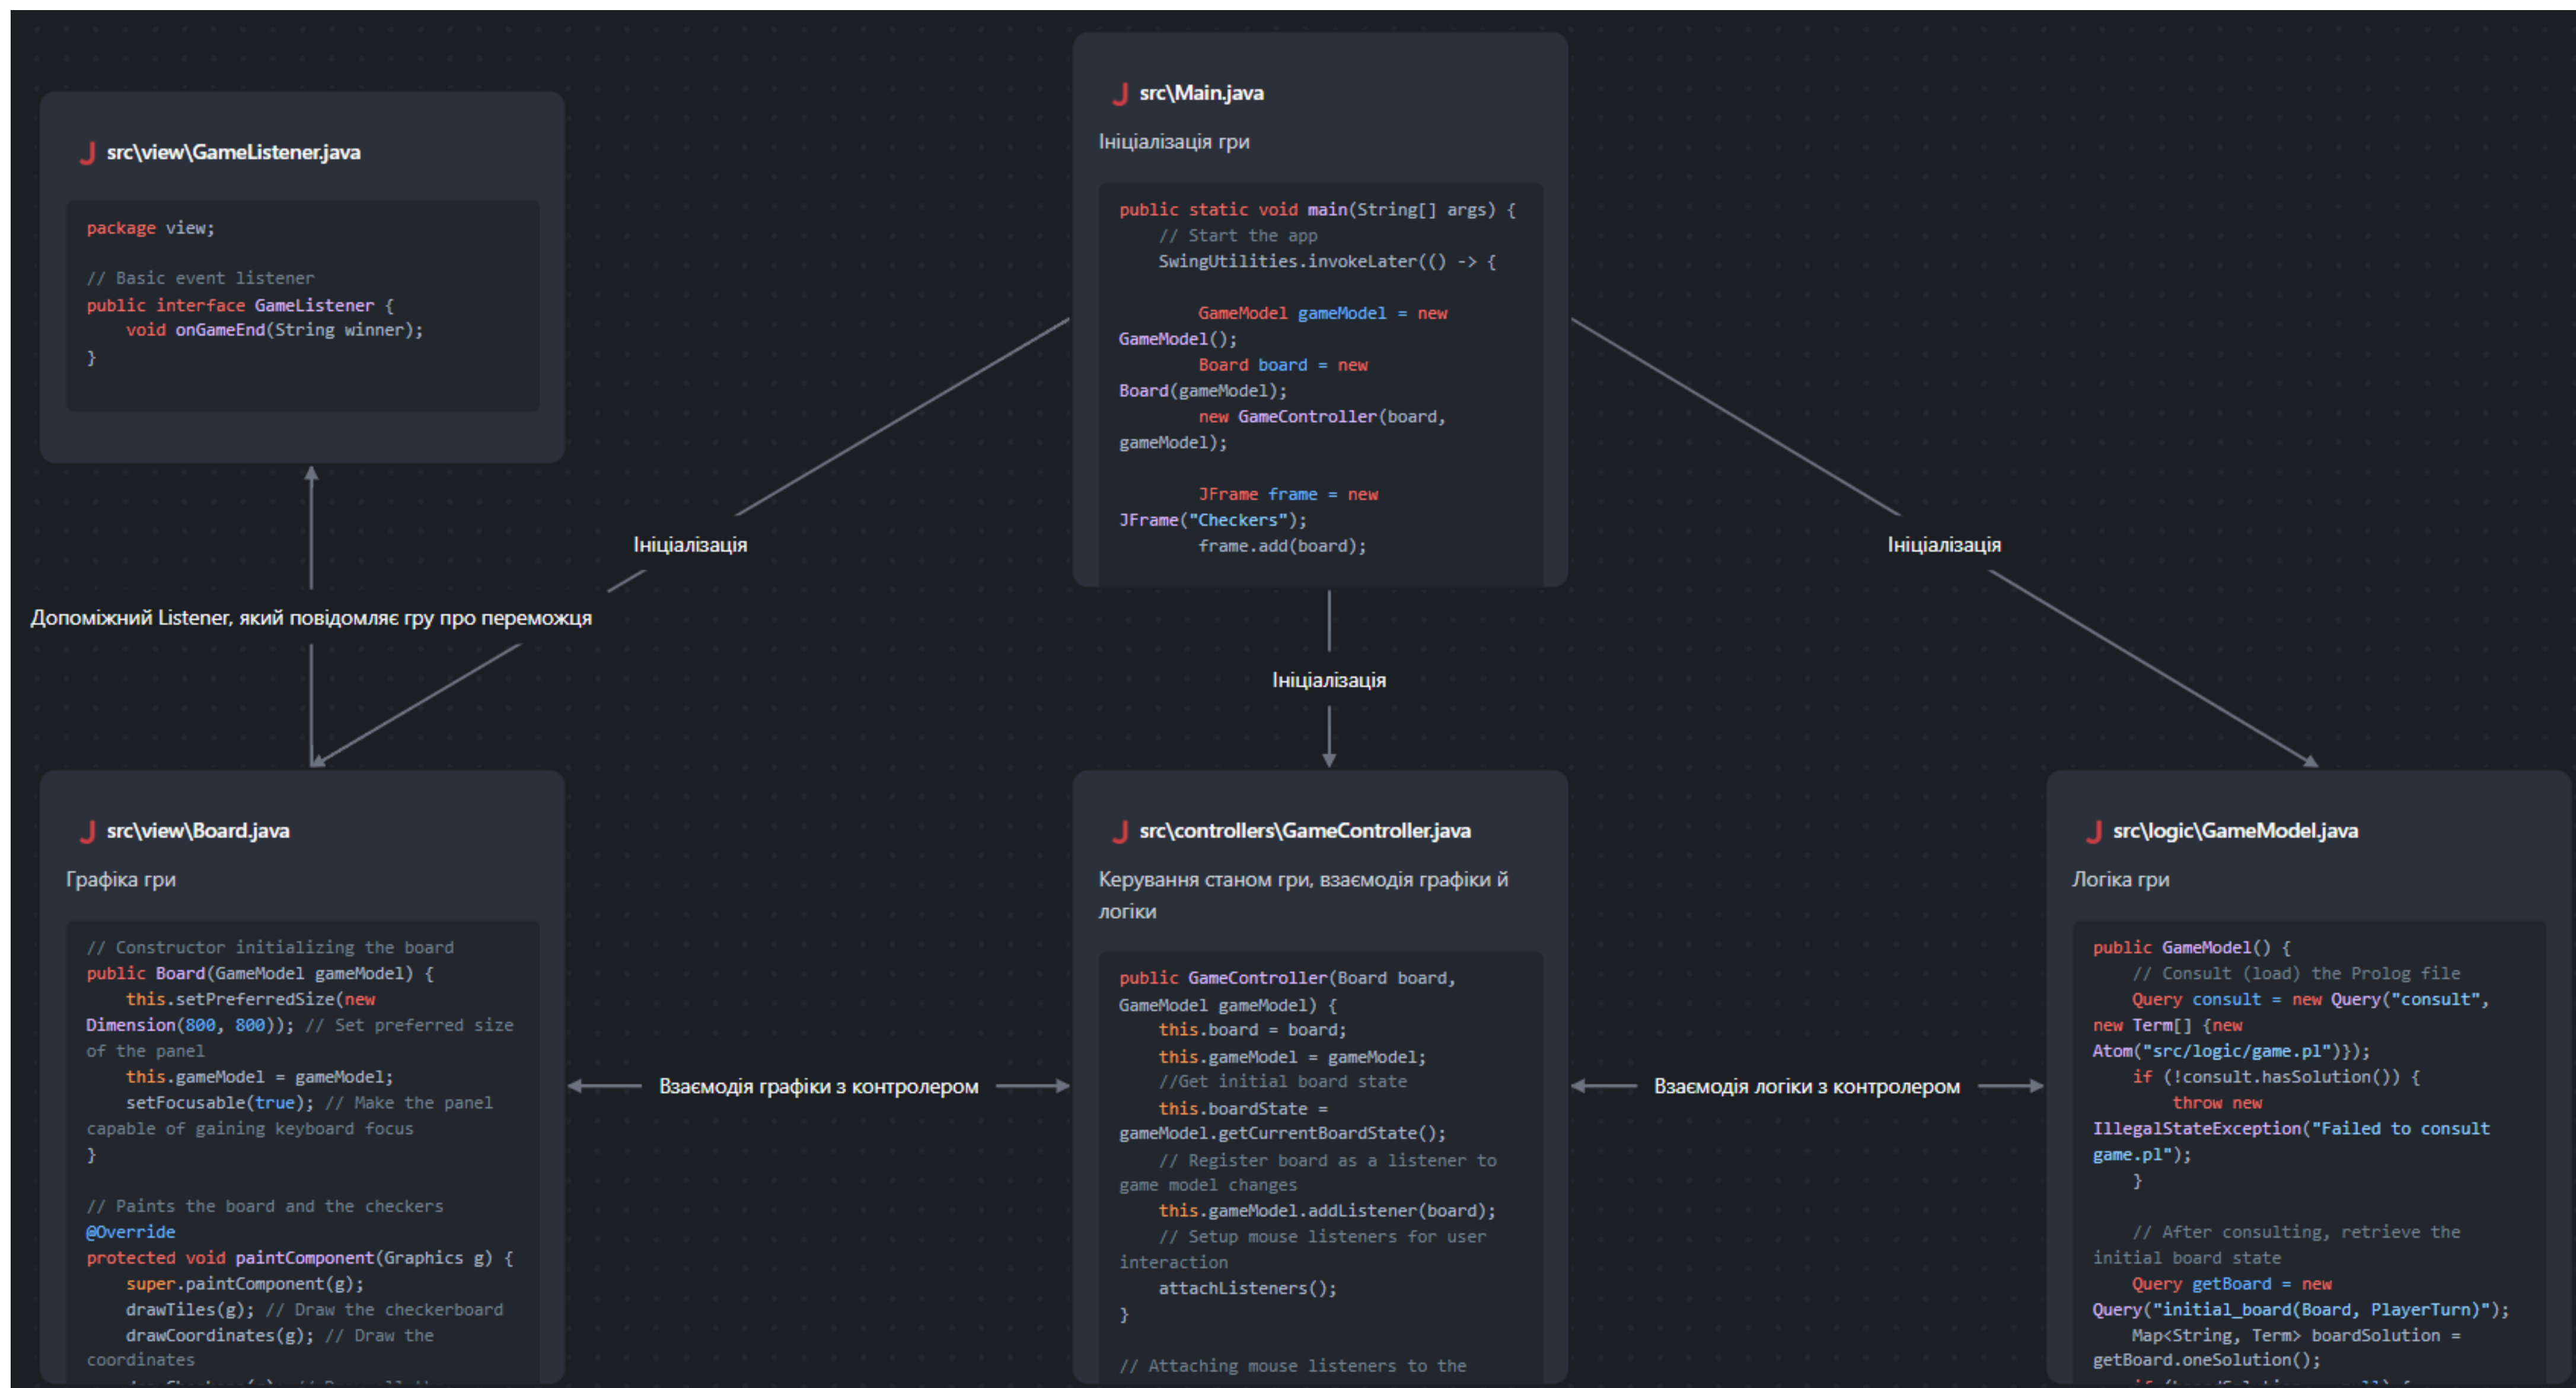 src\Main.java
Ініціалізація гри
public static void main(String[] args) {
// Start the app
SwingUtilities.invokeLater(() -> {
GameModel gameModel = new
GameModel();
Board board = new
Board(gameModel);
new GameController(board,
gameModel);
JFrame frame = new
JFrame("Checkers");
frame.add(board);
src\view\GameListener.java
package view;
// Basic event listener
public interface GameListener {
void onGameEnd(String winner);
}
Ініціалізація
Ініціалізація
Допоміжний Listener, який повідомляє гру про переможця
Ініціалізація
src\view\Board.java
Графіка гри
// Constructor initializing the board
public Board(GameModel gameModel) {
this.setPreferredSize(new
Dimension(800, 800)); // Set preferred size
of the panel
this.gameModel = gameModel;
setFocusable(true); // Make the panel
capable of gaining keyboard focus
}
// Paints the board and the checkers
@Override
protected void paintComponent(Graphics g) {
super.paintComponent(g);
drawTiles(g); // Draw the checkerboard
drawCoordinates(g); // Draw the
coordinates
Взаємодія графіки з контролером
src\controllers\GameController.java
Керування станом гри, взаємодія графіки й
логіки
public GameController(Board board,
GameModel gameModel) {
this.board = board;
this.gameModel = gameModel;
//Get initial board state
this.boardState =
gameModel.getCurrentBoardState();
// Register board as a listener to
game model changes
this.gameModel.addListener(board);
// Setup mouse listeners for user
interaction
attachListeners();
}
// Attaching mouse listeners to the
Взаємодія логіки з контролером
src\logic\GameModel.java
Логіка гри
public GameModel() {
// Consult (load) the Prolog file
Query consult = new Query("consult",
new Term[] {new
Atom("src/logic/game.pl")});
if (!consult.hasSolution()) {
throw new
IllegalStateException("Failed to consult
game.pl");
}
// After consulting, retrieve the
initial board state
Query getBoard = new
Query("initial_board(Board, PlayerTurn)");
Map<String, Term> boardSolution =
getBoard.oneSolution();